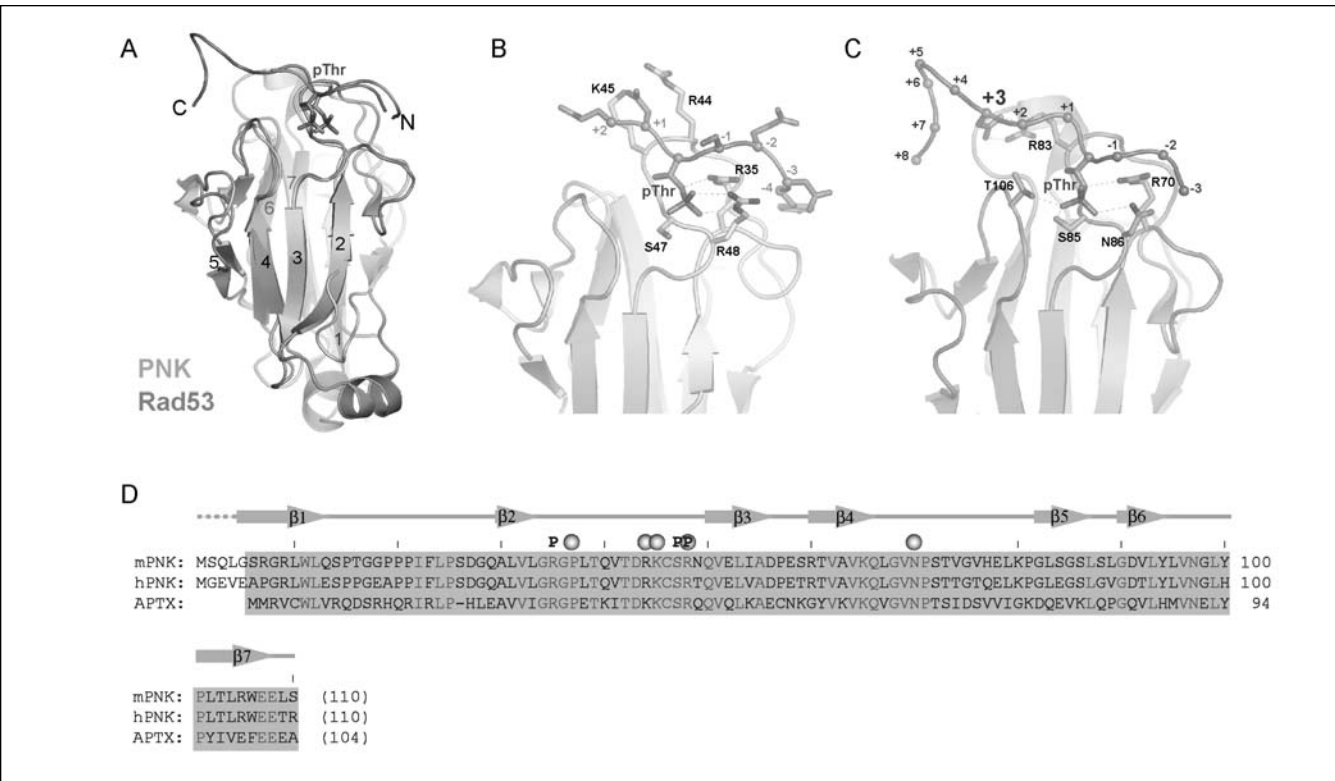 A
pThr
C
N
7
6
5
4
3
2
1
PNK
Rad53
B
K45
R44
+2
+1
-1
-2
-3
-4
R35
pThr
S47
R48
C
+5
+6
+4
+3
+2
+1
+7
+8
R83
-1
-2
-3
T106
pThr
R70
S85
N86
D
β1 β2 β3 β4 β5 β6
P PP
mPNK: MSQLGSRGRLWLQSPTGGPPPIFLPSDGQALVLGRGPLTQVTDRKCSRNQVELIADPESRTVAVKQLGVNPSTVGVHELKPGLSGSLSLGDVLYLVNGLY 100
hPNK: MGEVEAPGRLWLESPPGEAPPIFLPSDGQALVLGRGPLTQVTDRKCSRTQVELVADPETRTVAVKQLGVNPSTTGTQELKPGLEGSLGVGDTLYLVNGLH 100
APTX: MMRVCWLVRQDSRHQRIRLP-HLEAVVIGRGPETKITDKKCSRQQVQLKAECNKGYVKVKQVGVNPTSIDSVVIGKDQEVKLQPGQVLHMVNELY 94
β7
mPNK: PLTLRWEELS (110)
hPNK: PLTLRWEETR (110)
APTX: PYIVEFEEEA (104)